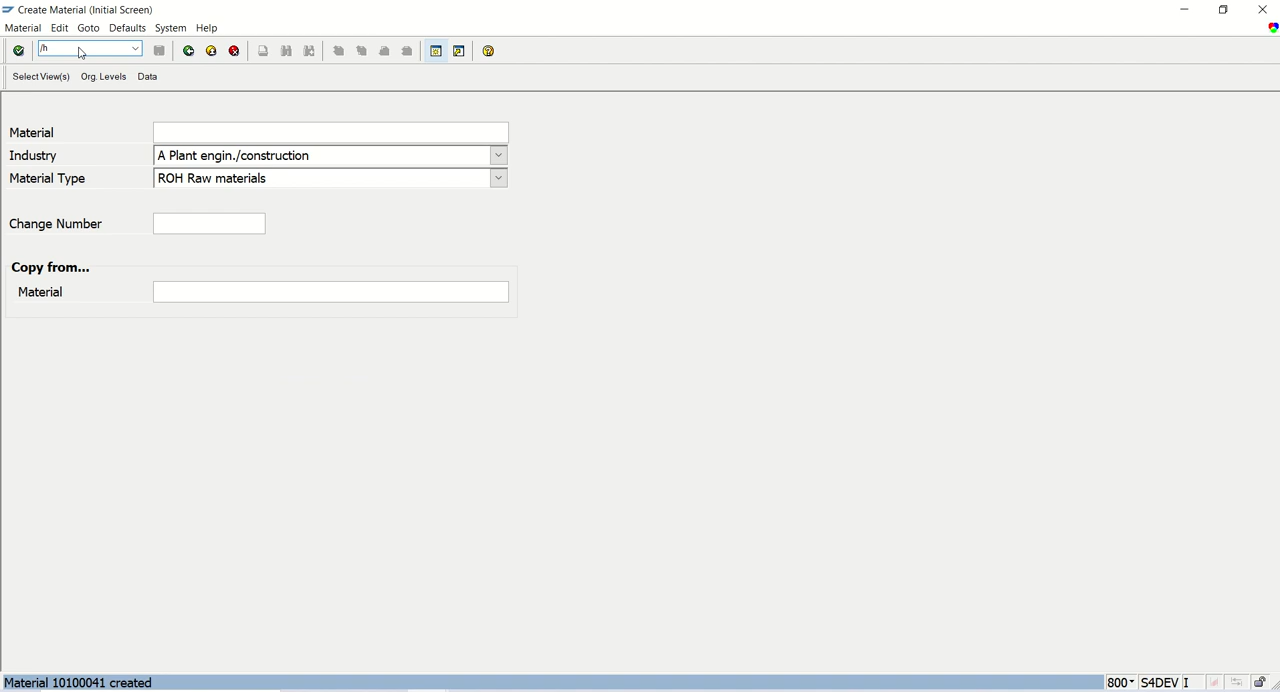 Create Material (Initial Screen)
Material Edit Goto Defaults System Help
/h
Select View(s) Org. Levels Data
Material
Industry A Plant engin./construction
Material Type ROH Raw materials
Change Number
Copy from...
Material
Material 10100041 created 800 S4DEV I